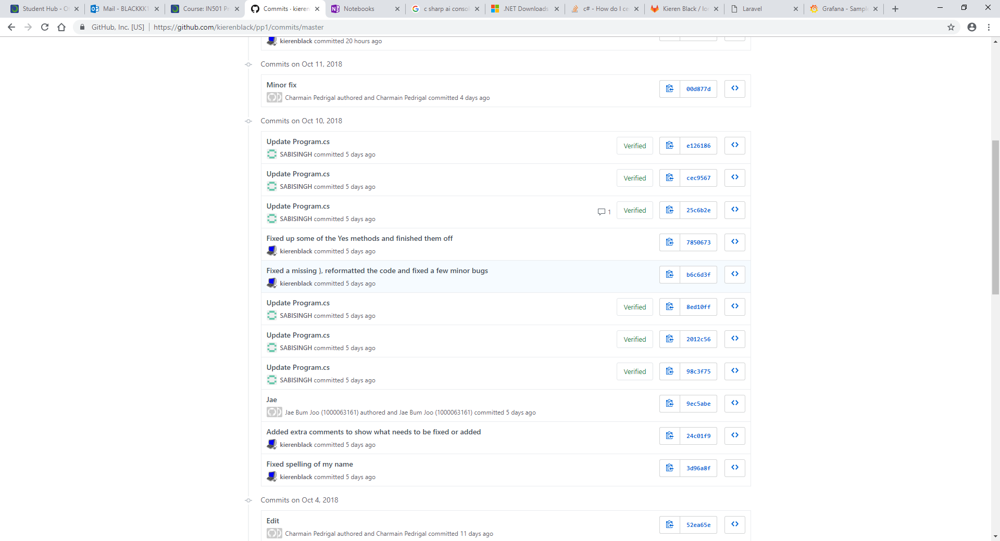 Student Hub - O
Mail - BLACKKK1
Course: IN501 Pr
Commits · kieren
Notebooks
c sharp ai consol
.NET Downloads
c# - How do I ce
Kieren Black / lor
Laravel
Grafana - Sampl
GitHub, Inc. [US] | https://github.com/kierenblack/pp1/commits/master
kierenblack committed 20 hours ago
Commits on Oct 11, 2018
Minor fix
00d877d
Charmain Pedrigal authored and Charmain Pedrigal committed 4 days ago
Commits on Oct 10, 2018
Update Program.cs
Verified e126186
SABISINGH committed 5 days ago
Update Program.cs
Verified cec9567
SABISINGH committed 5 days ago
Update Program.cs
1 Verified 25c6b2e
SABISINGH committed 5 days ago
Fixed up some of the Yes methods and finished them off
7850673
kierenblack committed 5 days ago
Fixed a missing }, reformatted the code and fixed a few minor bugs
b6c6d3f
kierenblack committed 5 days ago
Update Program.cs
Verified 8ed10ff
SABISINGH committed 5 days ago
Update Program.cs
Verified 2012c56
SABISINGH committed 5 days ago
Update Program.cs
Verified 98c3f75
SABISINGH committed 5 days ago
Jae
9ec5abe
Jae Bum Joo (1000063161) authored and Jae Bum Joo (1000063161) committed 5 days ago
Added extra comments to show what needs to be fixed or added
24c01f9
kierenblack committed 5 days ago
Fixed spelling of my name
3d96a8f
kierenblack committed 5 days ago
Commits on Oct 4, 2018
Edit
52ea65e
Charmain Pedrigal authored and Charmain Pedrigal committed 11 days ago